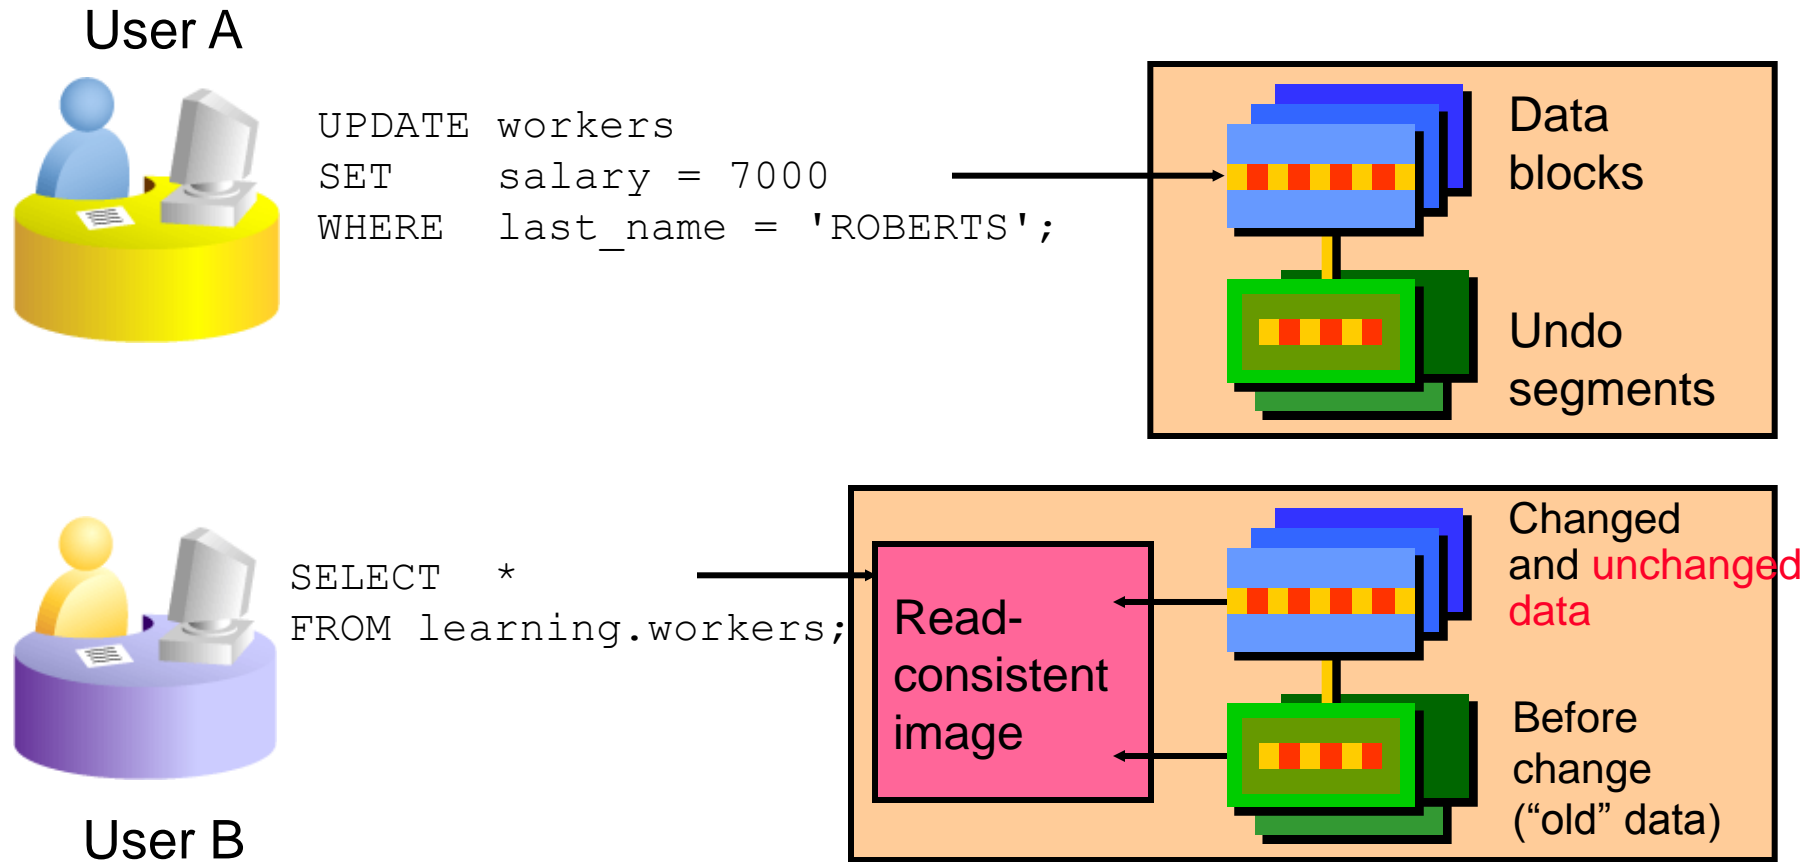 User A
UPDATE workers
SET salary = 7000
WHERE last_name = 'ROBERTS';
Data
blocks
Undo
segments
SELECT *
FROM learning.workers;
Read-
consistent
image
Changed
and unchanged
data
Before
change
(“old” data)
User B